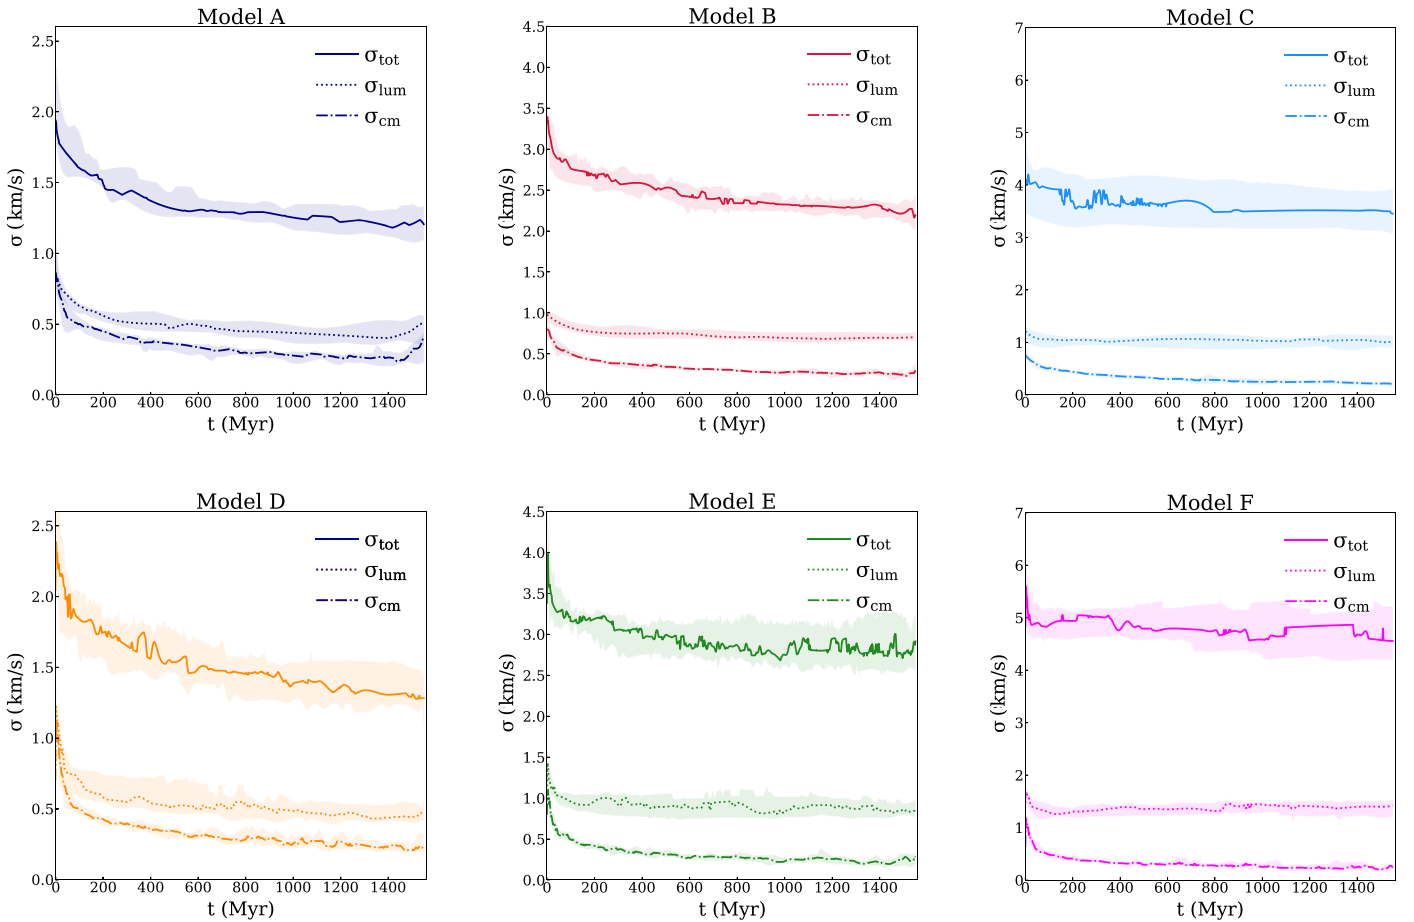 Model A
2.5
2.0
1.5
1.0
0.5
0.0
0 200 400 600 800 1000 1200 1400
t (Myr)
σ (km/s)
σtot
σlum
σcm
Model B
4.5
4.0
3.5
3.0
2.5
2.0
1.5
1.0
0.5
0.0
0 200 400 600 800 1000 1200 1400
t (Myr)
σ (km/s)
σtot
σlum
σcm
Model C
7
6
5
4
3
2
1
0
0 200 400 600 800 1000 1200 1400
t (Myr)
σ (km/s)
σtot
σlum
σcm
Model D
2.5
2.0
1.5
1.0
0.5
0.0
0 200 400 600 800 1000 1200 1400
t (Myr)
σ (km/s)
σtot
σlum
σcm
Model E
4.5
4.0
3.5
3.0
2.5
2.0
1.5
1.0
0.5
0.0
0 200 400 600 800 1000 1200 1400
t (Myr)
σ (km/s)
σtot
σlum
σcm
Model F
7
6
5
4
3
2
1
0
0 200 400 600 800 1000 1200 1400
t (Myr)
σ (km/s)
σtot
σlum
σcm